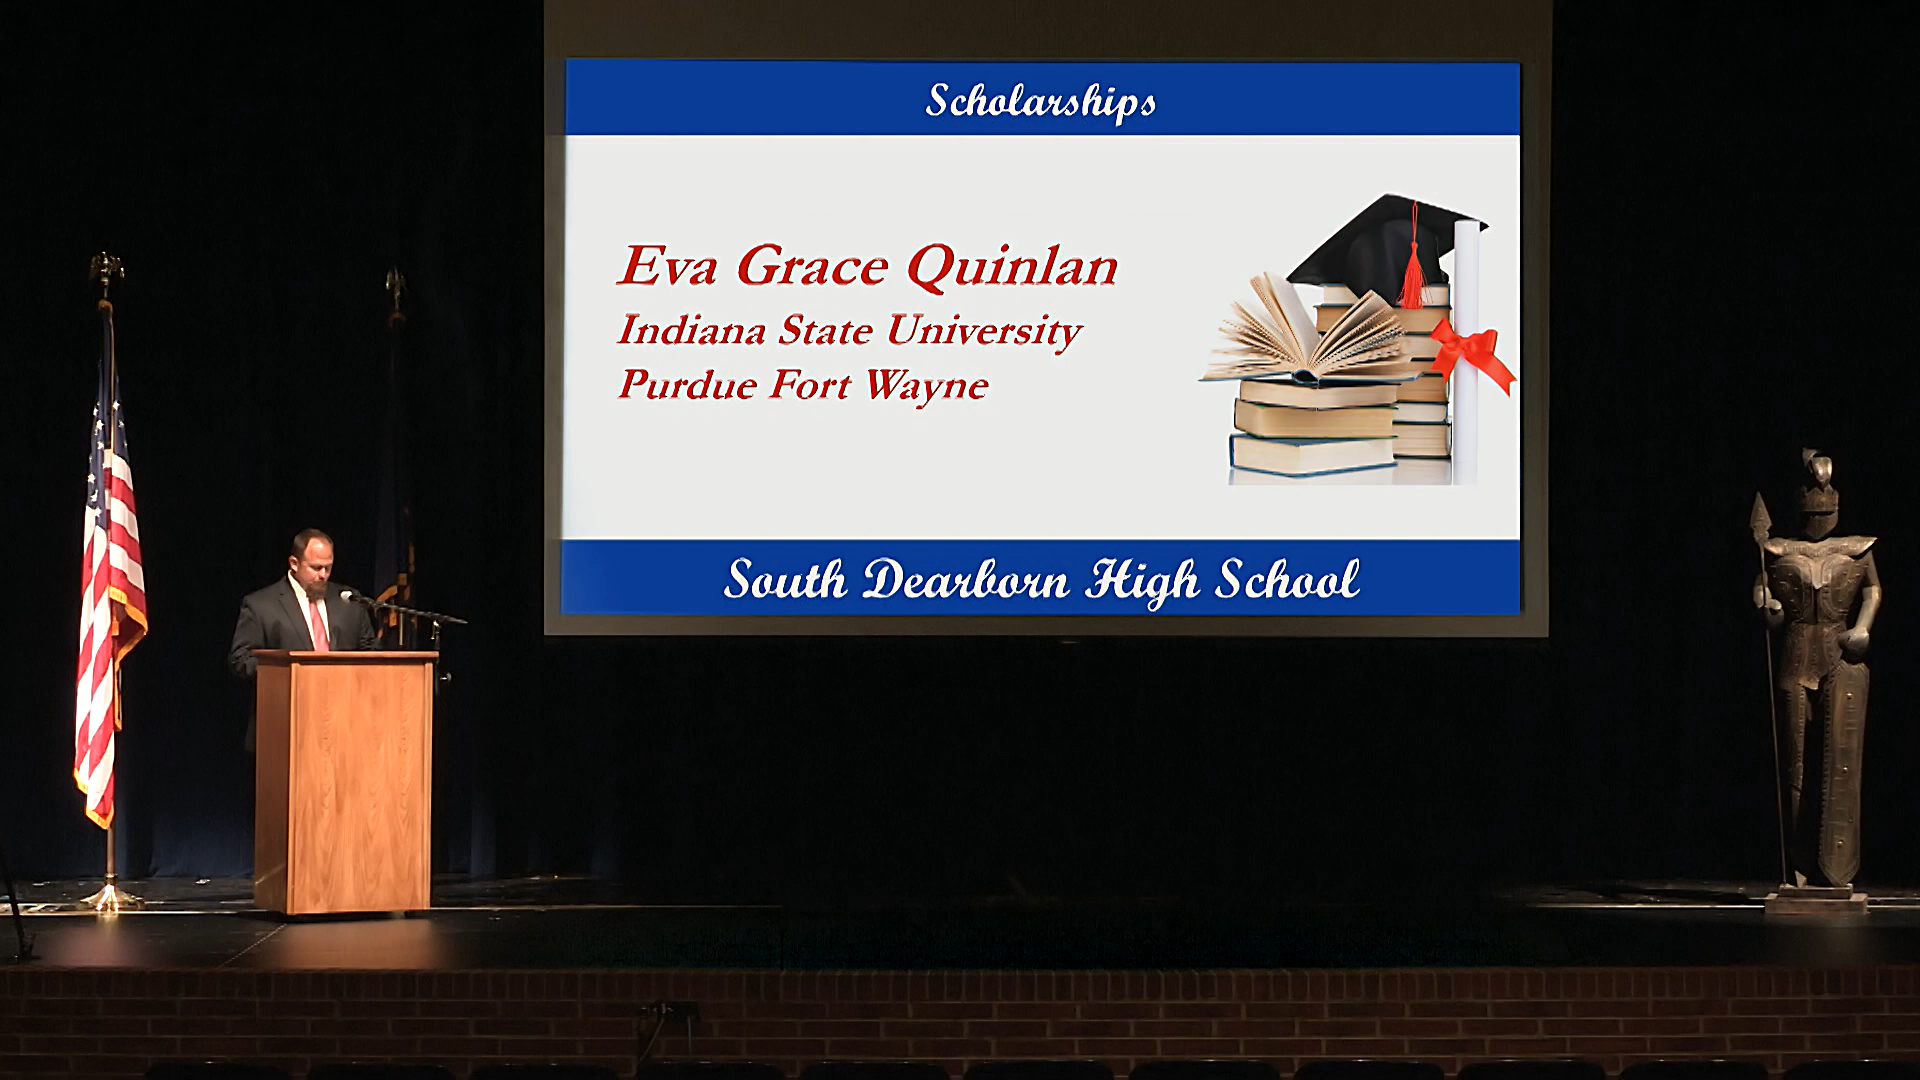 Scholarships
Eva Grace Quinlan
Indiana State University
Purdue Fort Wayne
South Dearborn High School